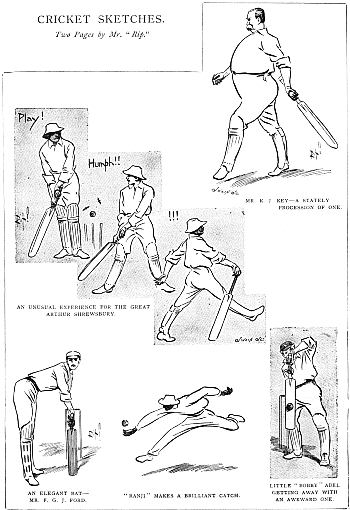 CRICKET SKETCHES.
Two Pages by Mr. "Rip."
MR. K. J. KEY—A STATELY
PROCESSION OF ONE.
Play!
Humph!!
!!!
AN UNUSUAL EXPERIENCE FOR THE GREAT
ARTHUR SHREWSBURY
AN ELEGANT BAT—
MR. F. G. J. FORD.
"RANJI" MAKES A BRILLIANT CATCH.
LITTLE "BOBBY" ABEL
GETTING AWAY WITH
AN AWKWARD ONE.